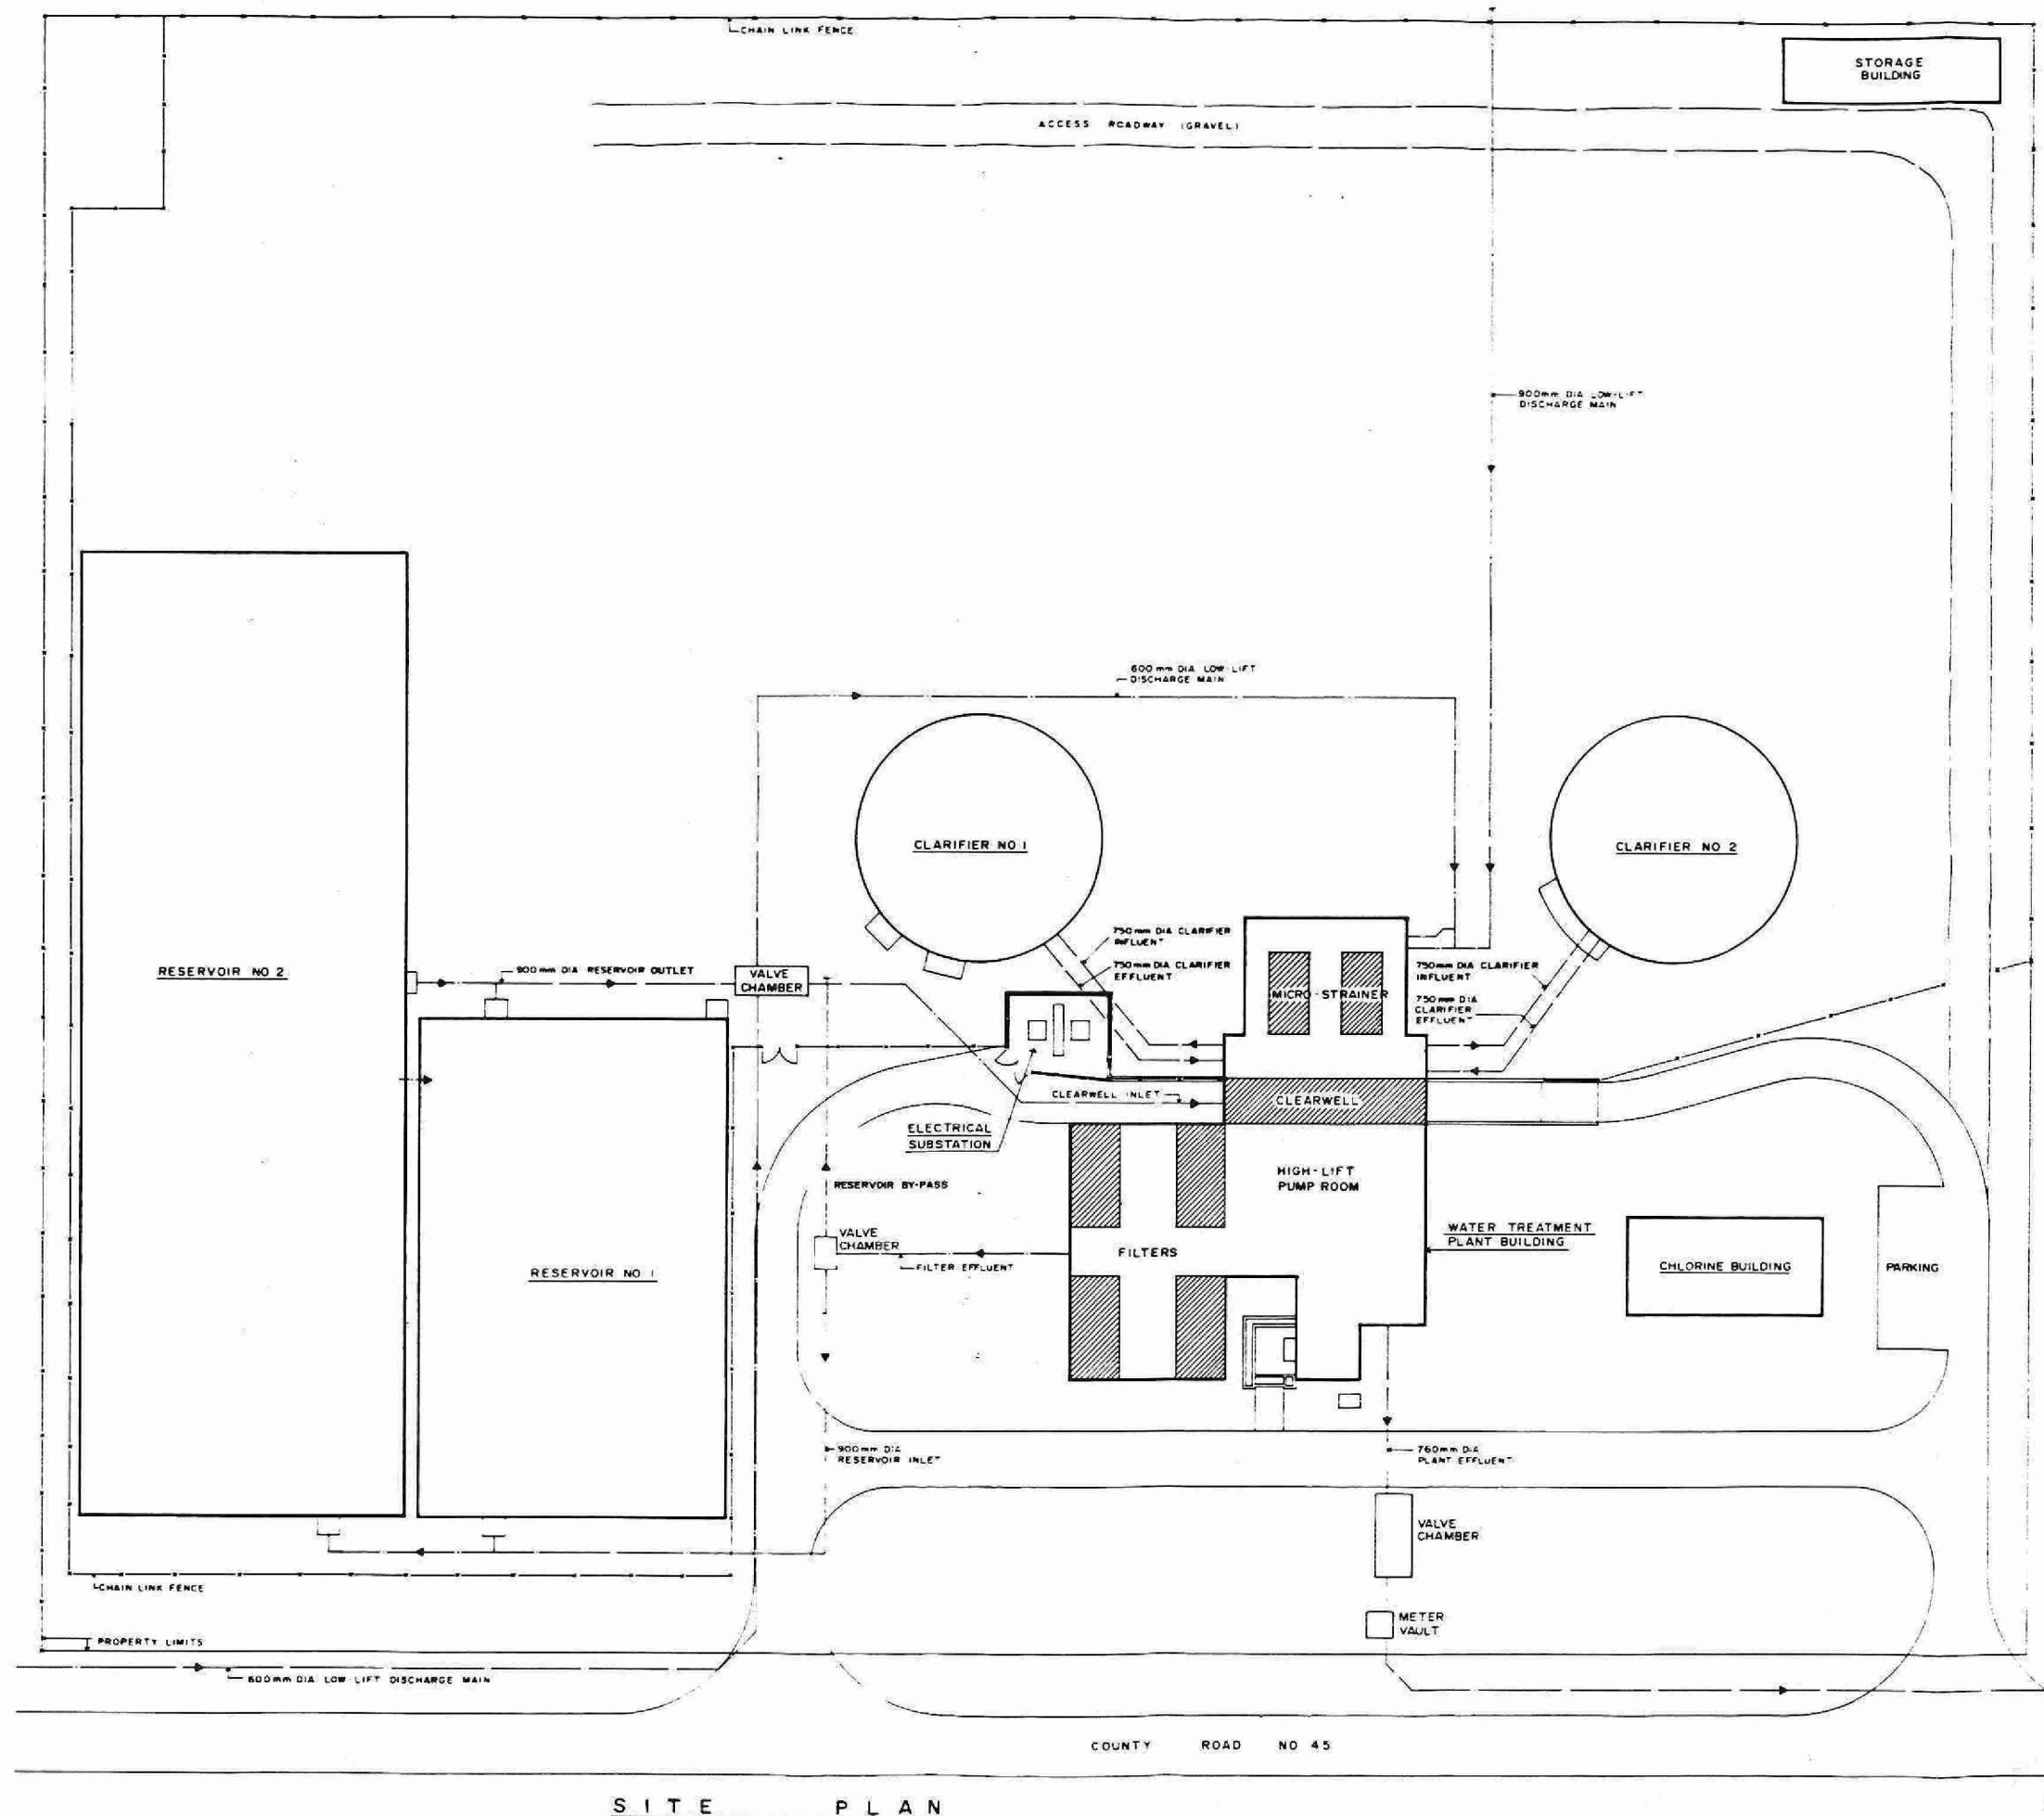 CHAIN LINK FENCE
STORAGE
BUILDING
ACCESS ROADWAY (GRAVEL)
900mm DIA LOW-LIFT
DISCHARGE MAIN
600mm DIA LOW-LIFT
DISCHARGE MAIN
CLARIFIER NO 1
CLARIFIER NO 2
750mm DIA CLARIFIER
INFLUENT
750mm DIA CLARIFIER
EFFLUENT
RESERVOIR NO 2
900mm DIA RESERVOIR OUTLET
VALVE
CHAMBER
MICRO-STRAINER
750mm DIA CLARIFIER
INFLUENT
750mm DIA
CLARIFIER
EFFLUENT
CLEARWELL INLET
CLEARWELL
ELECTRICAL
SUBSTATION
HIGH-LIFT
PUMP ROOM
RESERVOIR BY-PASS
VALVE
CHAMBER
FILTER EFFLUENT
FILTERS
WATER TREATMENT
PLANT BUILDING
RESERVOIR NO 1
CHLORINE BUILDING
PARKING
900mm DIA
RESERVOIR INLET
760mm DIA
PLANT EFFLUENT
VALVE
CHAMBER
CHAIN LINK FENCE
METER
VAULT
PROPERTY LIMITS
600mm DIA LOW-LIFT DISCHARGE MAIN
COUNTY ROAD NO 45
SITE PLAN